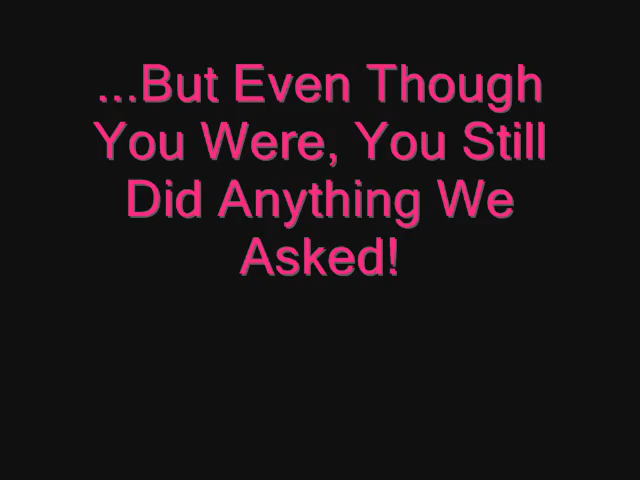 ...But Even Though
You Were, You Still
Did Anything We
Asked!